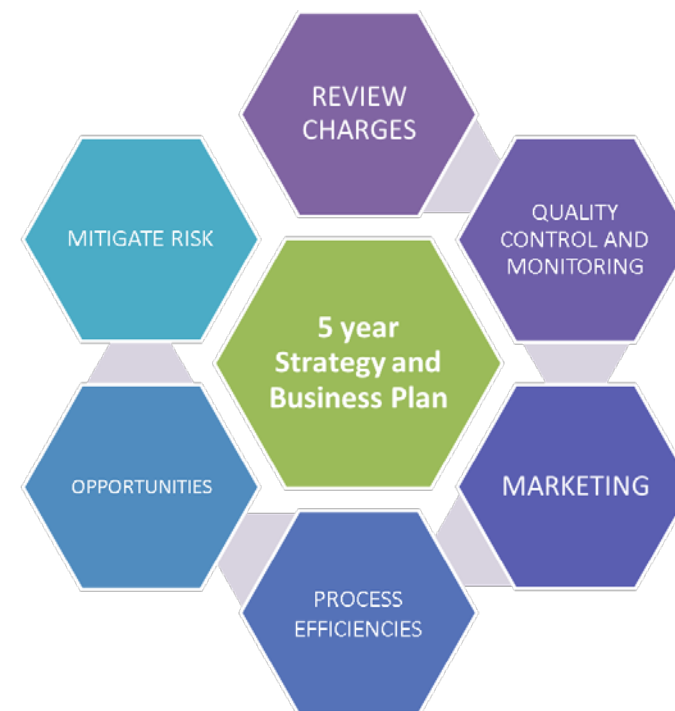 REVIEW
CHARGES
QUALITY
CONTROL AND
MONITORING
MARKETING
PROCESS
EFFICIENCIES
OPPORTUNITIES
MITIGATE RISK
5 year
Strategy and
Business Plan